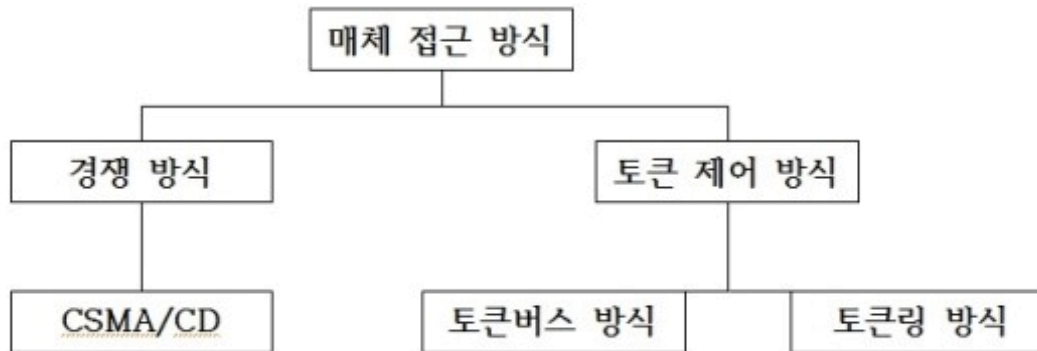 매체 접근 방식
경쟁 방식
토큰 제어 방식
CSMA/CD
토큰버스 방식
토큰링 방식